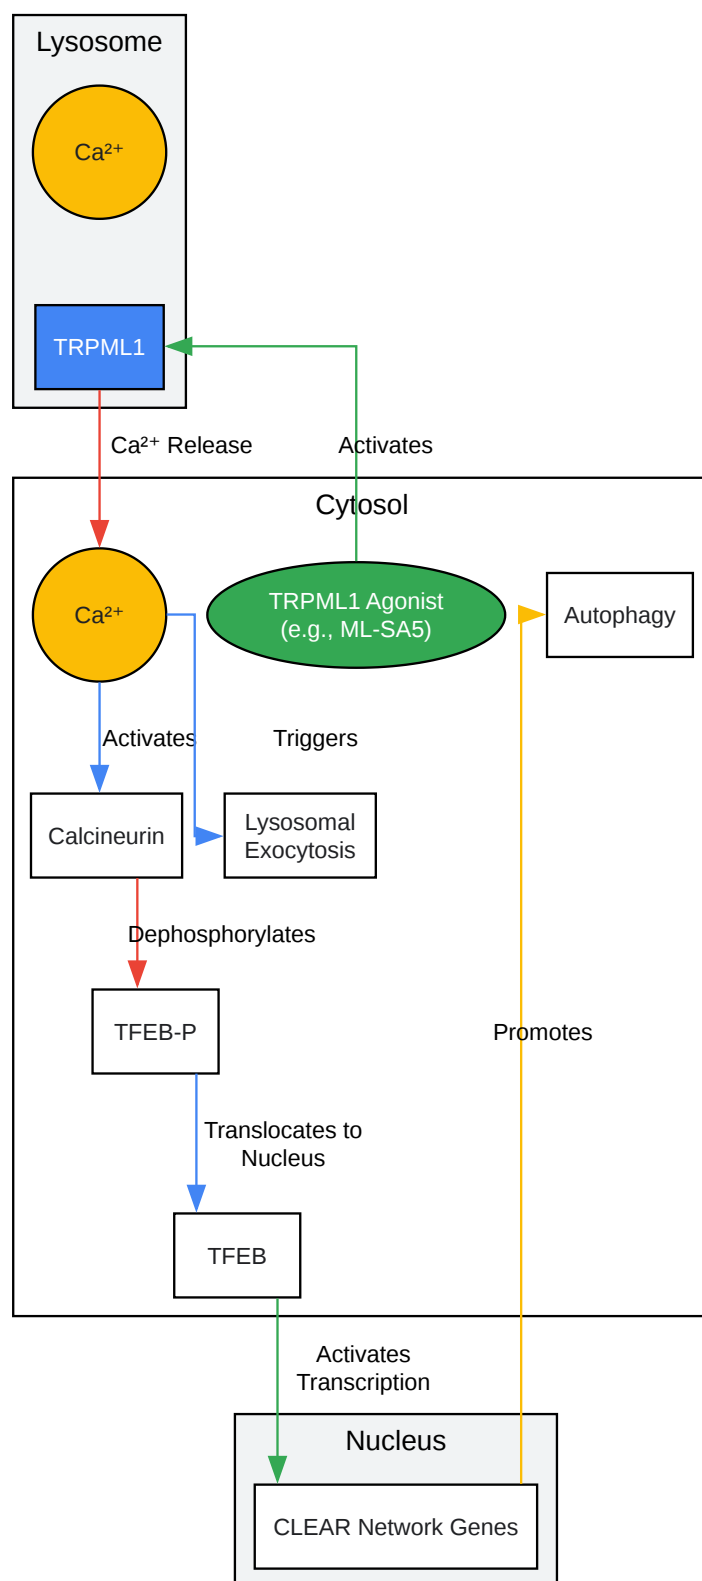 Lysosome
Ca²⁺
TRPML1
Ca²⁺ Release
Activates
Cytosol
Ca²⁺
TRPML1 Agonist
(e.g., ML-SA5)
Autophagy
Activates
Triggers
Calcineurin
Lysosomal
Exocytosis
Dephosphorylates
TFEB-P
Promotes
Translocates to
Nucleus
TFEB
Activates
Transcription
Nucleus
CLEAR Network Genes